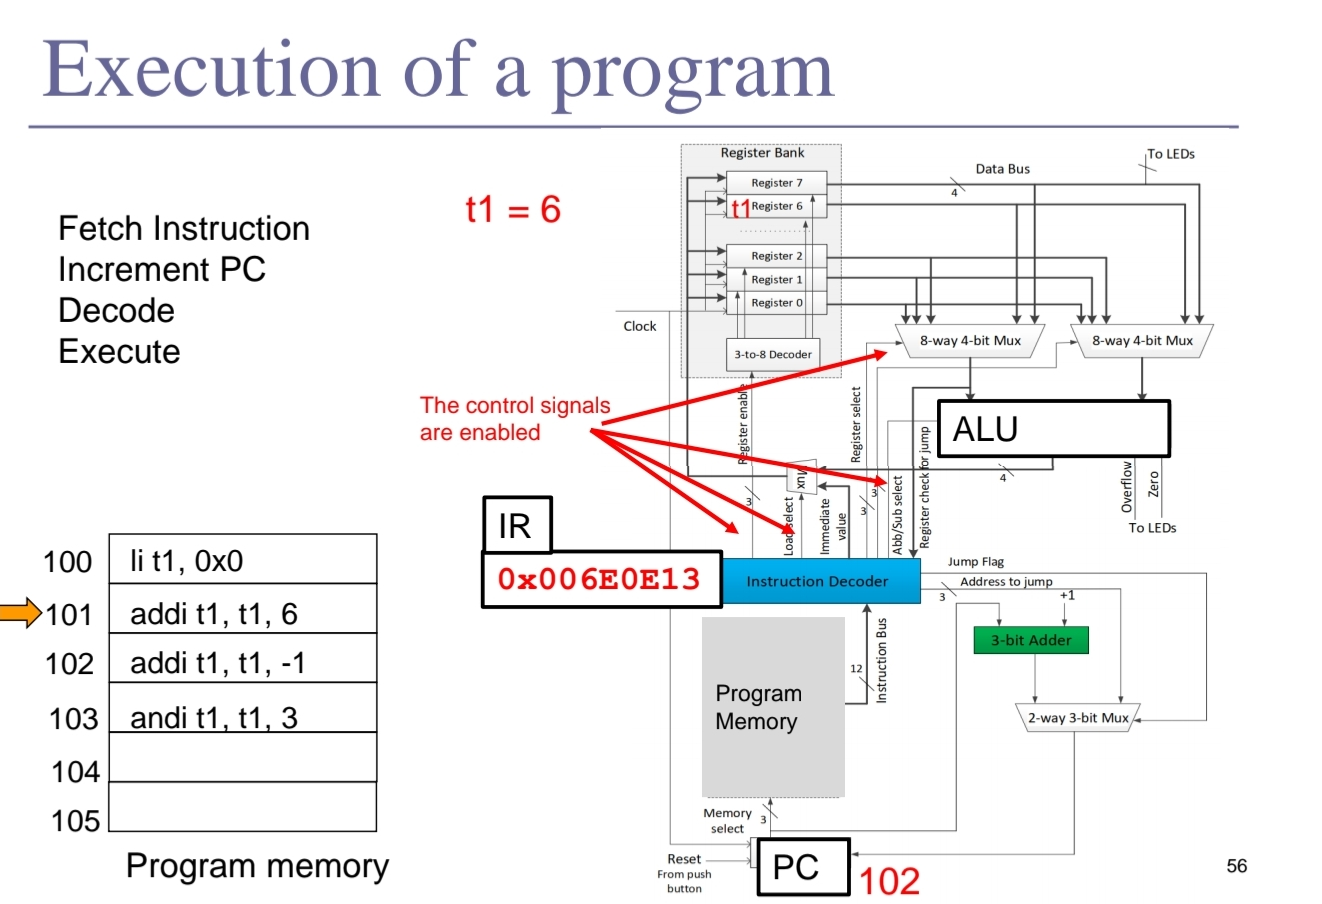 Execution of a program
Fetch Instruction
Increment PC
Decode
Execute
t1 = 6
Register Bank
Register 7
t1 Register 6
Register 2
Register 1
Register 0
3-to-8 Decoder
Clock
Data Bus
4
To LEDs
8-way 4-bit Mux
8-way 4-bit Mux
The control signals
are enabled
Register enable
Register select
ALU
Mux
4
3
3
3
Load select
Immediate
value
Abb/Sub select
Register check for jump
Overflow
Zero
To LEDs
IR
0x006E0E13
Instruction Decoder
Jump Flag
Address to jump
3
+1
3-bit Adder
2-way 3-bit Mux
Instruction Bus
12
Program
Memory
Memory
select
3
Reset
From push
button
PC
102
100 li t1, 0x0
101 addi t1, t1, 6
102 addi t1, t1, -1
103 andi t1, t1, 3
104
105
Program memory
56